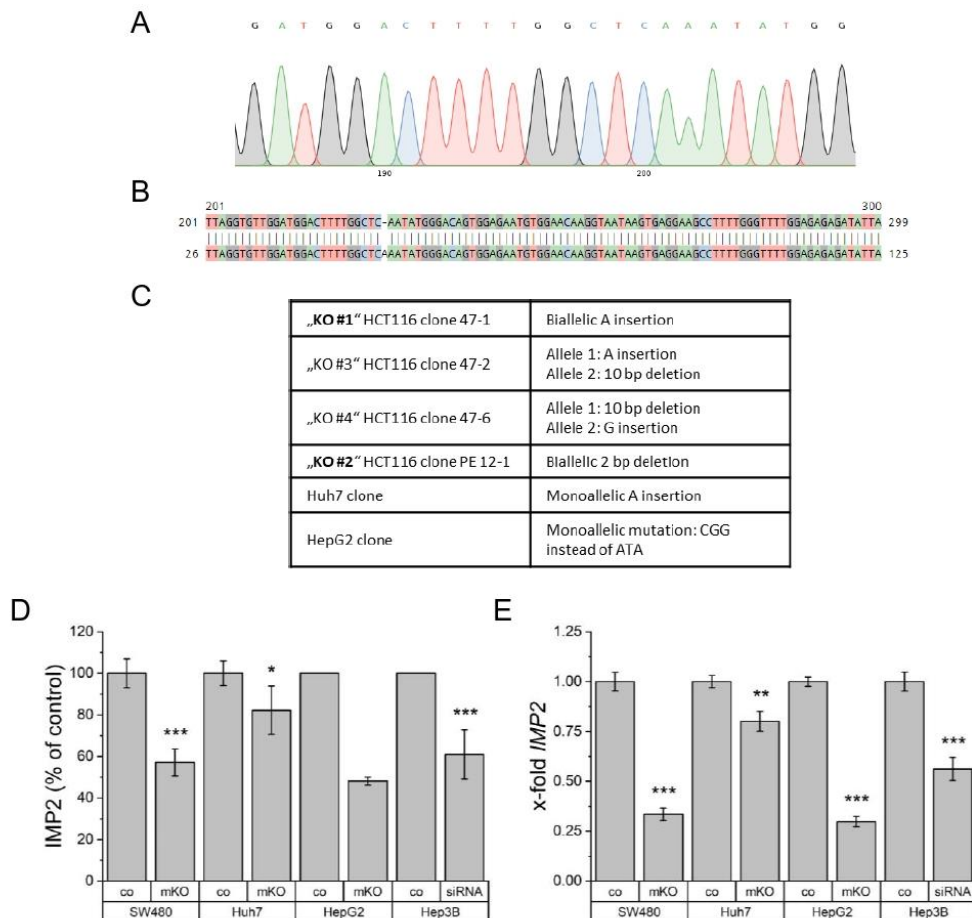 A
G A T G G A C T T T T G G C T C A A A T A T G G
190 200
B
201 300
201 TTAGGTGTTGGATGGACTTTTGGCTC-AATATGGGACAGTGGAGAATGTGGAACAAGGTAATAAGTGAGGAAGCCTTTTGGGTTTTGGAGAGAGATATTA 299
26 TTAGGTGTTGGATGGACTTTTGGCTCAAATATGGGACAGTGGAGAATGTGGAACAAGGTAATAAGTGAGGAAGCCTTTTGGGTTTTGGAGAGAGATATTA 125
C
„KO #1“ HCT116 clone 47-1 Biallelic A insertion
„KO #3“ HCT116 clone 47-2 Allele 1: A insertion
Allele 2: 10 bp deletion
„KO #4“ HCT116 clone 47-6 Allele 1: 10 bp deletion
Allele 2: G insertion
„KO #2“ HCT116 clone PE 12-1 Biallelic 2 bp deletion
Huh7 clone Monoallelic A insertion
HepG2 clone Monoallelic mutation: CGG
instead of ATA
D
IMP2 (% of control)
120
100
80
60
40
20
0
*** * ***
co mKO co mKO co mKO co siRNA
SW480 Huh7 HepG2 Hep3B
E
x-fold IMP2
1.25
1.00
0.75
0.50
0.25
0.00
*** ** *** ***
co mKO co mKO co mKO co siRNA
SW480 Huh7 HepG2 Hep3B